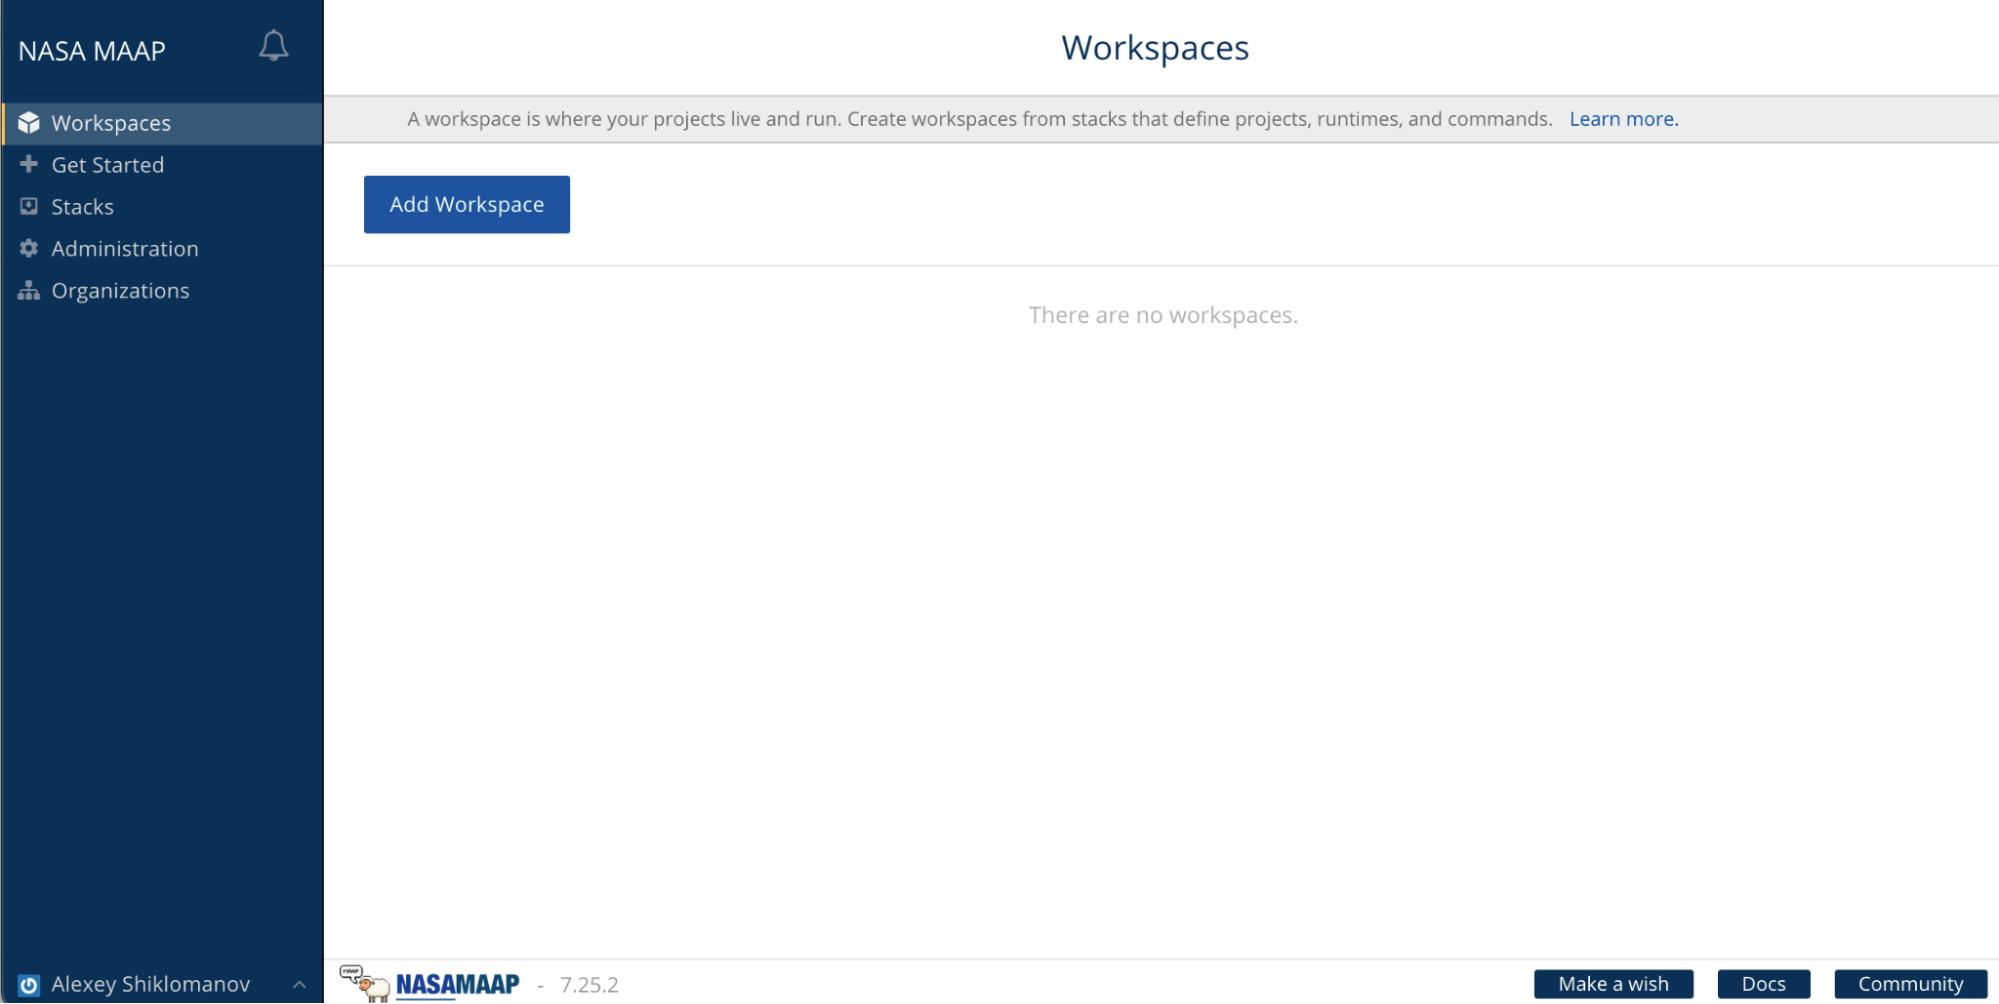 NASA MAAP
Workspaces
Get Started
Stacks
Administration
Organizations
Alexey Shiklomanov
Workspaces
A workspace is where your projects live and run. Create workspaces from stacks that define projects, runtimes, and commands. Learn more.
Add Workspace
There are no workspaces.
MAAP
NASAMAAP - 7.25.2
Make a wish
Docs
Community